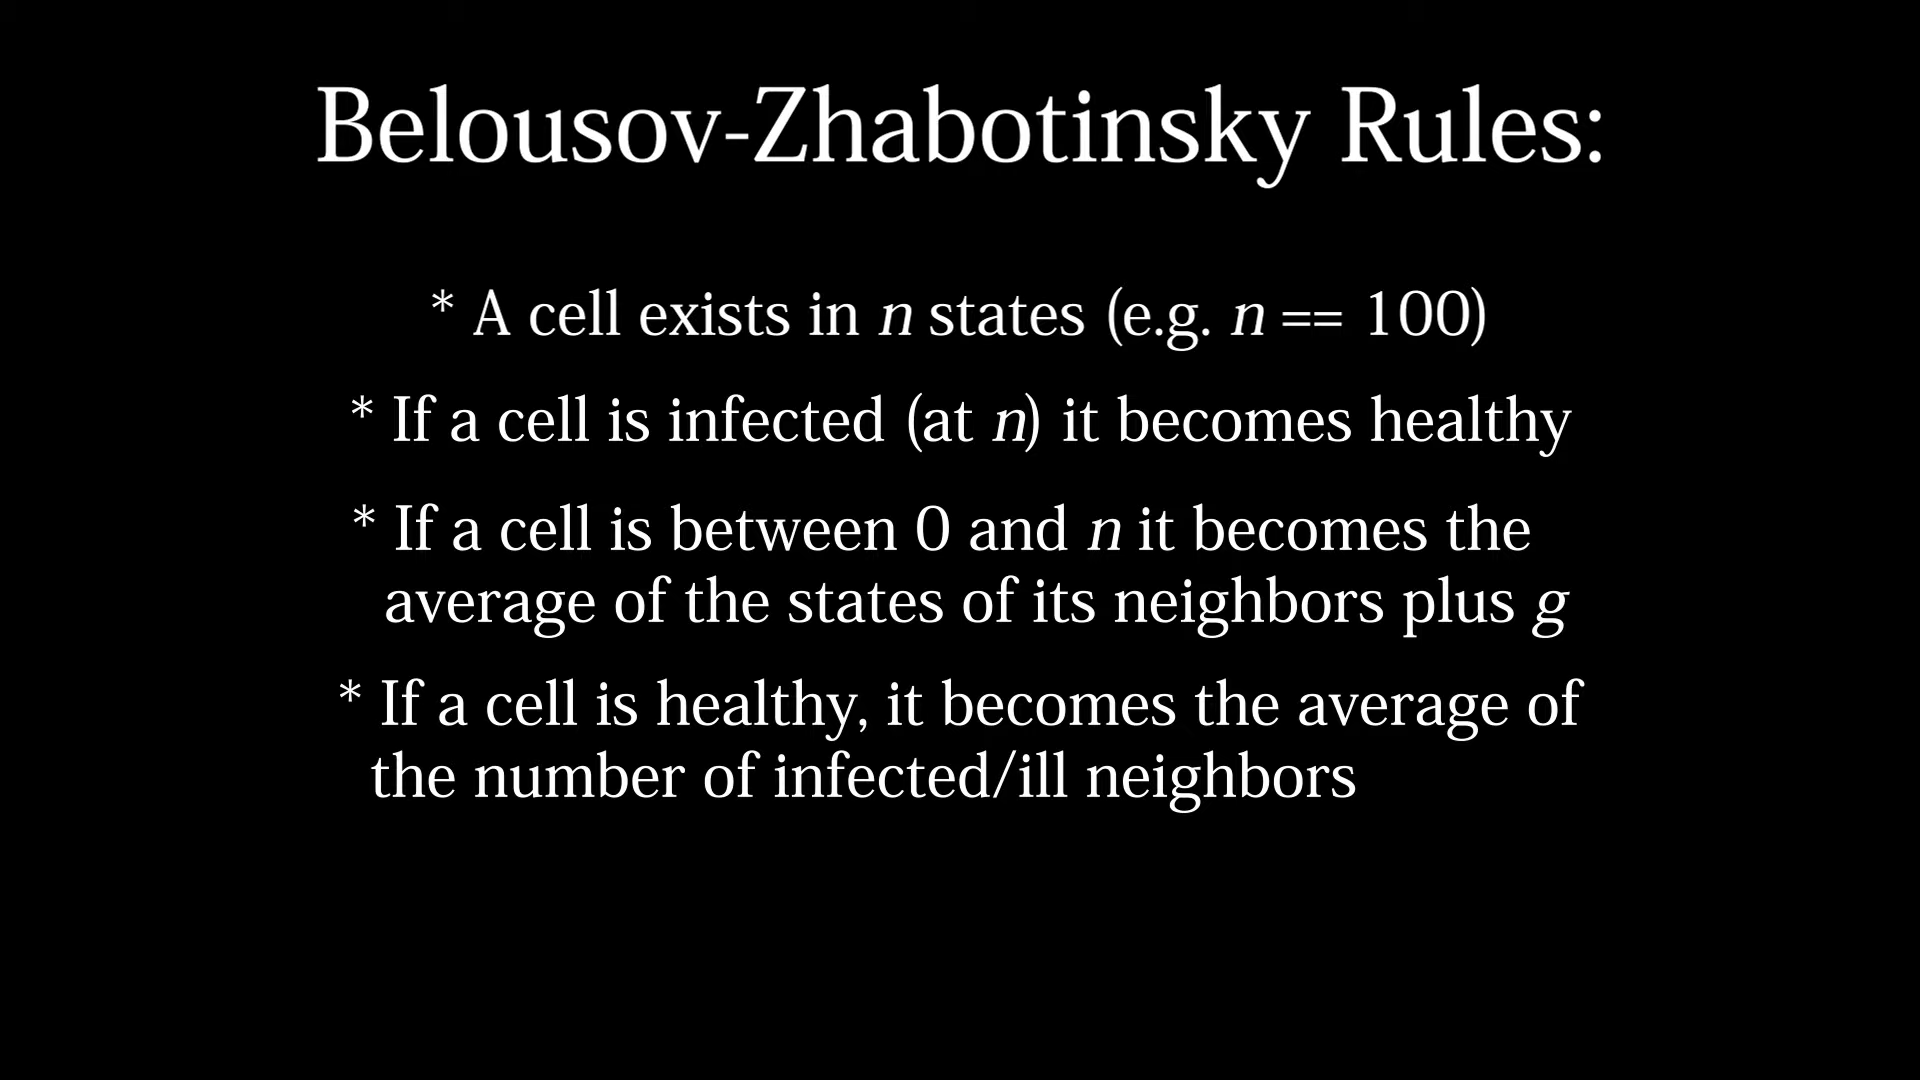 Belousov-Zhabotinsky Rules:
* A cell exists in n states (e.g. n == 100)
* If a cell is infected (at n) it becomes healthy
* If a cell is between 0 and n it becomes the
average of the states of its neighbors plus g
* If a cell is healthy, it becomes the average of
the number of infected/ill neighbors